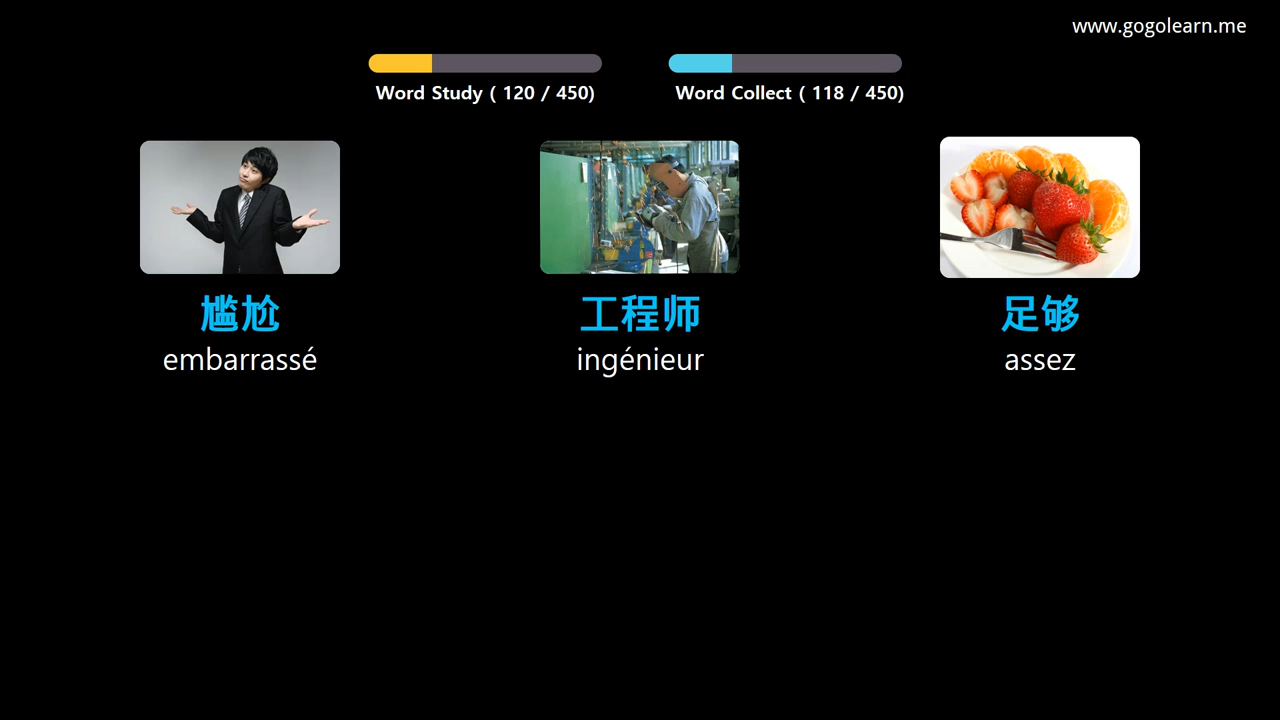 www.gogolearn.me
Word Study ( 120 / 450)
Word Collect ( 118 / 450)
尴尬
工程师
足够
embarrassé
ingénieur
assez